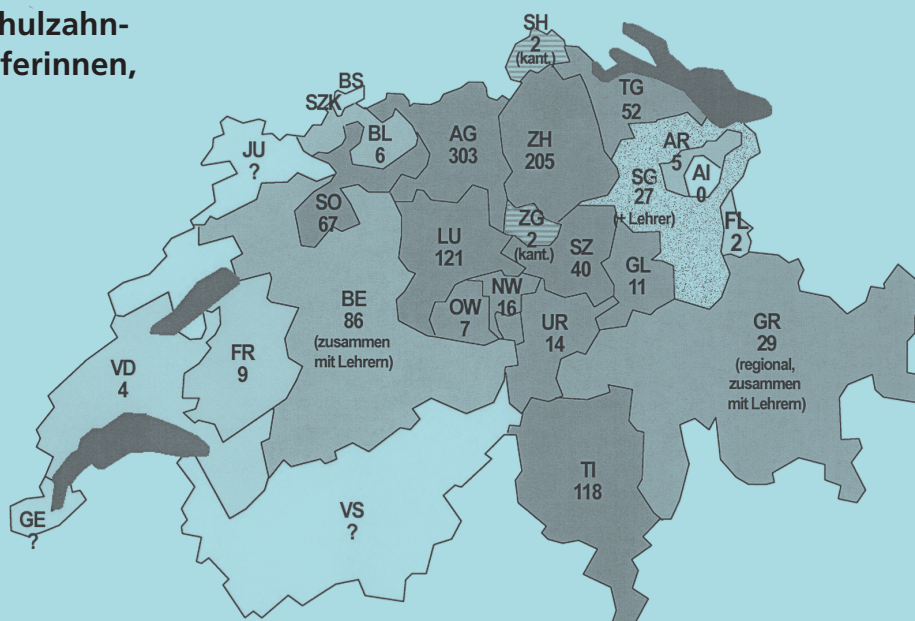 hulzahn-
ferinnen,
SH
2
(kant.)
BS
SZK
TG
52
BL
6
AG
303
ZH
205
AR
5
JU
?
AI
0
SG
27
(+ Lehrer)
SO
67
ZG
2
(kant.)
FL
2
LU
121
SZ
40
GL
11
NW
16
BE
86
(zusammen
mit Lehrern)
OW
7
UR
14
GR
29
(regional,
zusammen
mit Lehrern)
FR
9
VD
4
TI
118
VS
?
GE
?